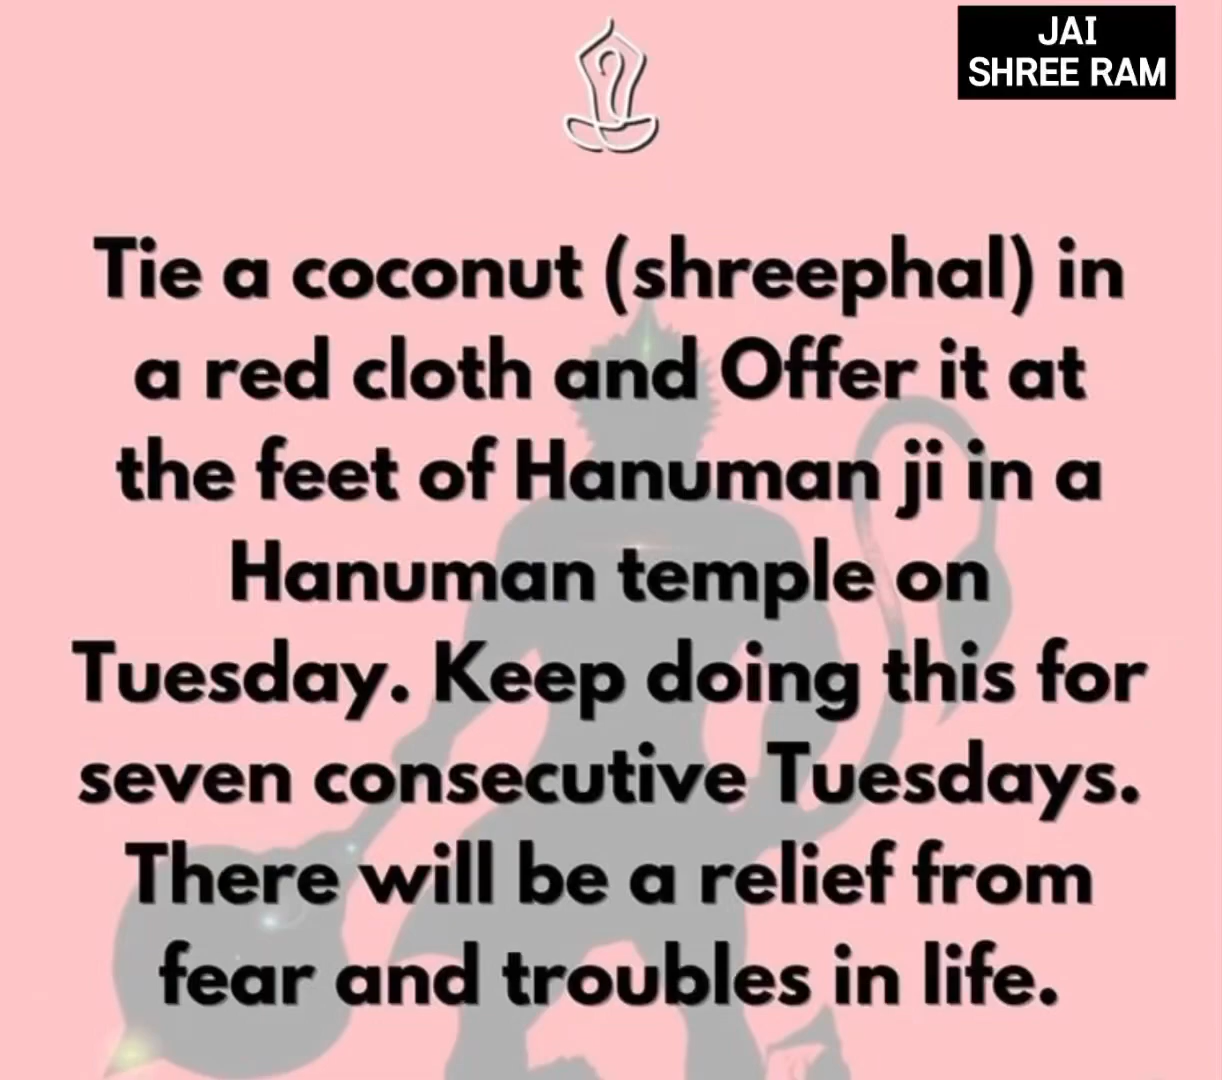 JAI
SHREE RAM
Tie a coconut (shreephal) in
a red cloth and Offer it at
the feet of Hanuman ji in a
Hanuman temple on
Tuesday. Keep doing this for
seven consecutive Tuesdays.
There will be a relief from
fear and troubles in life.